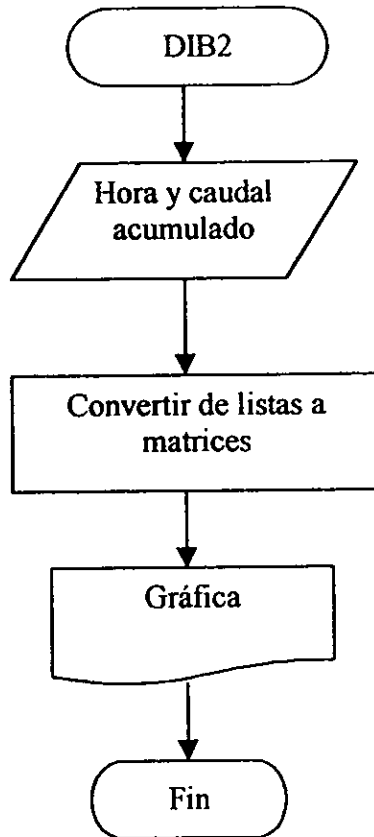 DIB2
Hora y caudal
acumulado
Convertir de listas a
matrices
Gráfica
Fin